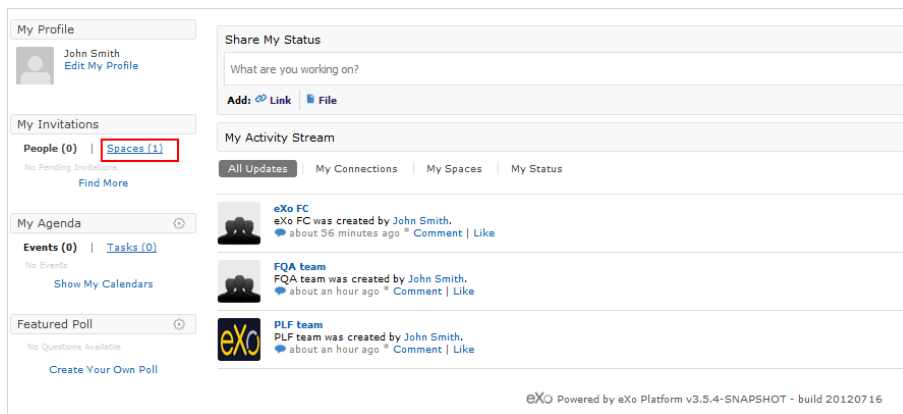 My Profile
John Smith
Edit My Profile
My Invitations
People (0) | Spaces (1)
No Pending Invitations
Find More
My Agenda
Events (0) | Tasks (0)
No Events
Show My Calendars
Featured Poll
No Questions Available
Create Your Own Poll
Share My Status
What are you working on?
Add: Link File
My Activity Stream
All Updates My Connections My Spaces My Status
eXo FC
eXo FC was created by John Smith.
about 56 minutes ago * Comment | Like
FQA team
FQA team was created by John Smith.
about an hour ago * Comment | Like
eXo
PLF team
PLF team was created by John Smith.
about an hour ago * Comment | Like
eXo Powered by eXo Platform v3.5.4-SNAPSHOT - build 20120716